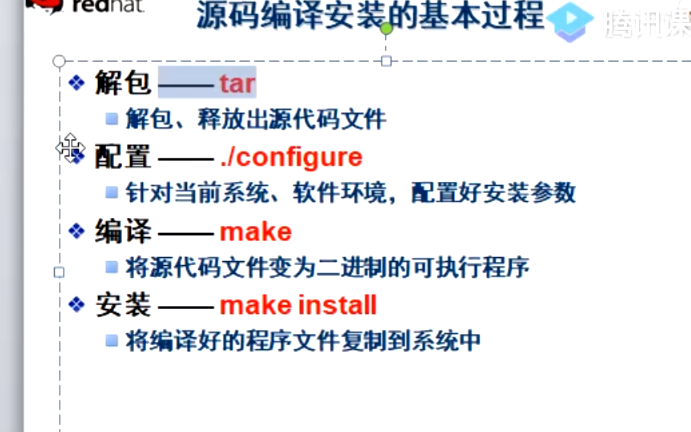 redhat.
源码编译安装的基本过程
腾讯课
解包 —— tar
解包、释放出源代码文件
配置 —— ./configure
针对当前系统、软件环境，配置好安装参数
编译 —— make
将源代码文件变为二进制的可执行程序
安装 —— make install
将编译好的程序文件复制到系统中